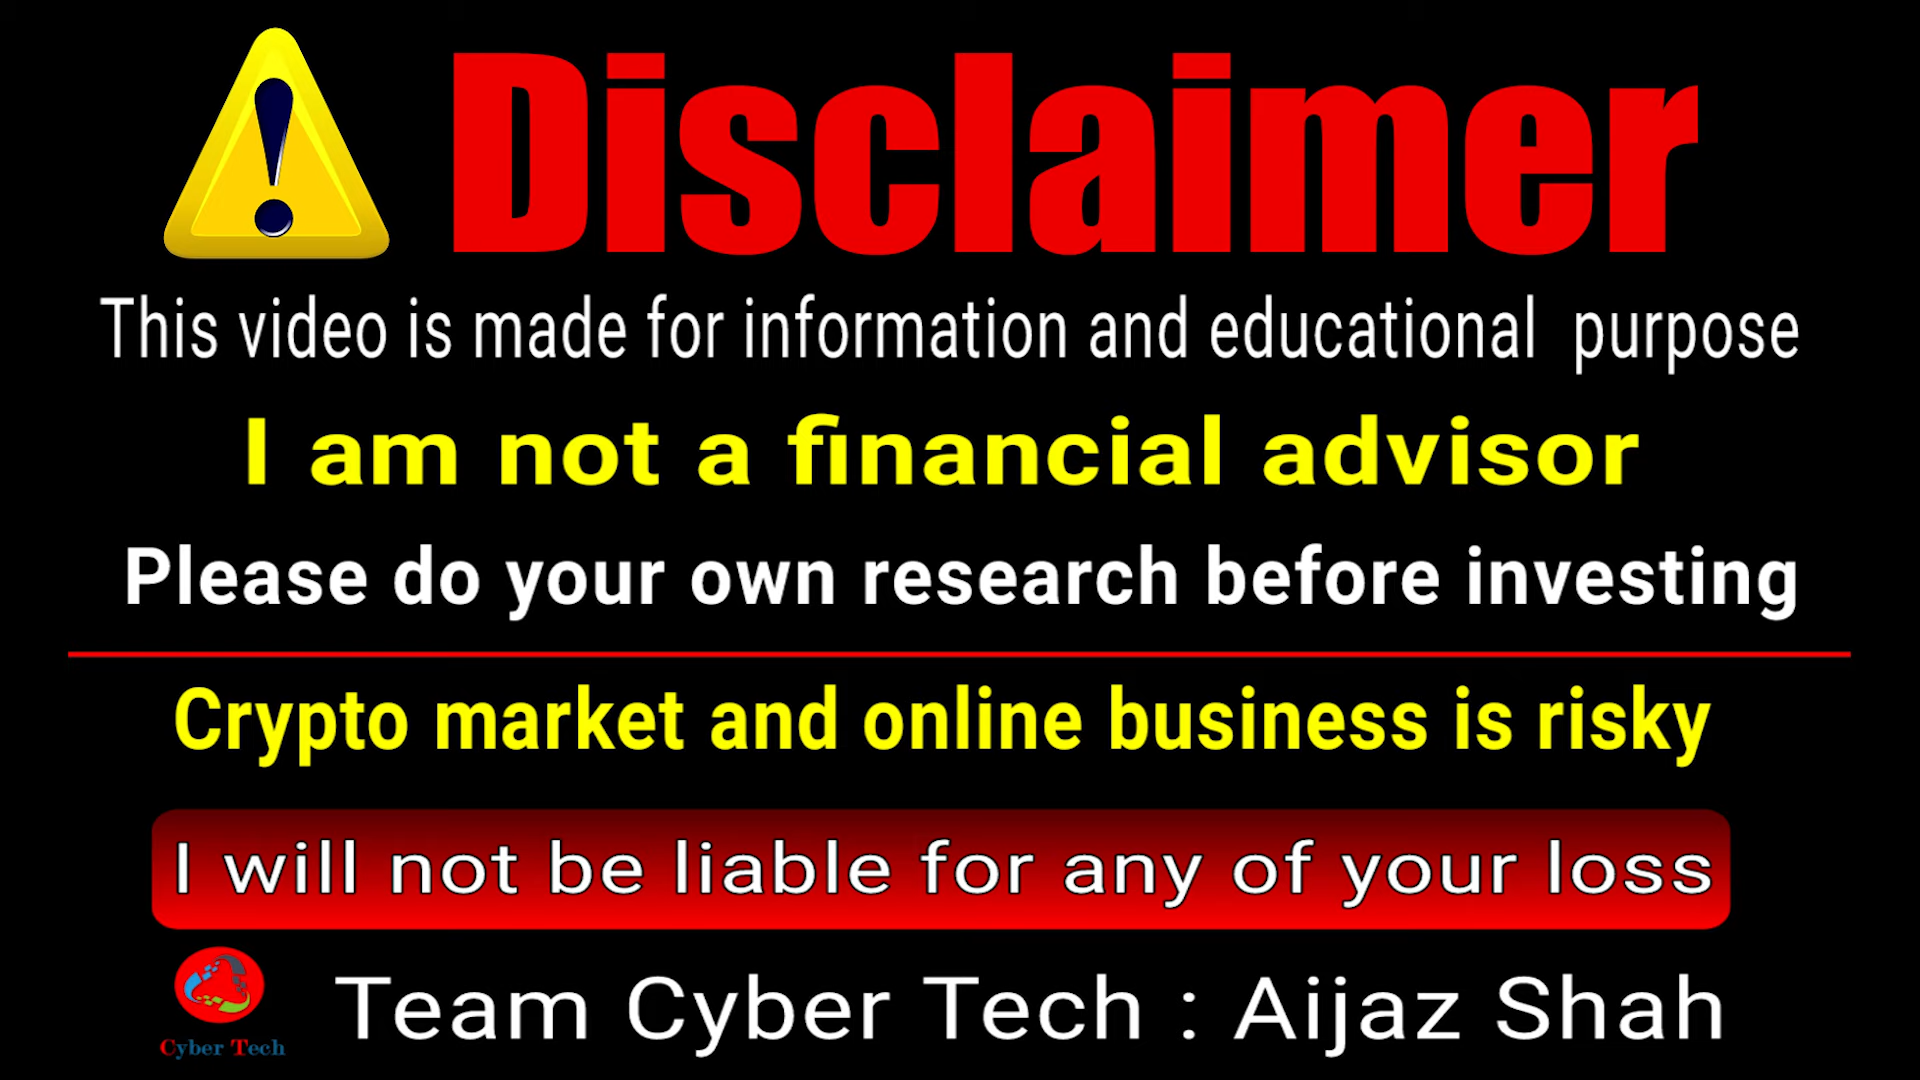 Disclaimer
This video is made for information and educational purpose
I am not a financial advisor
Please do your own research before investing
Crypto market and online business is risky
I will not be liable for any of your loss
Cyber Tech
Team Cyber Tech : Aijaz Shah